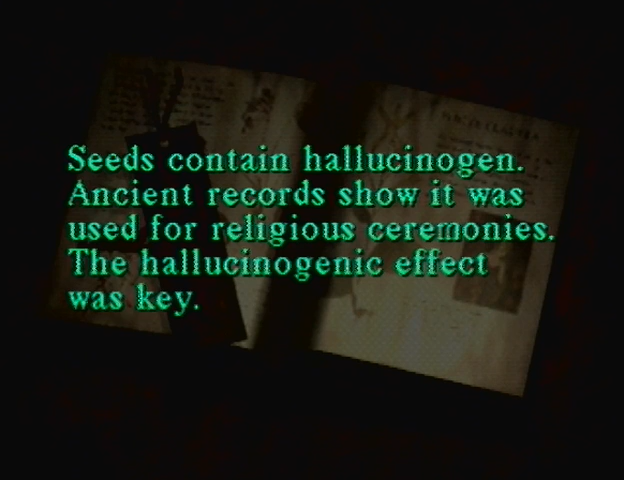 Seeds contain hallucinogen.
Ancient records show it was
used for religious ceremonies.
The hallucinogenic effect
was key.